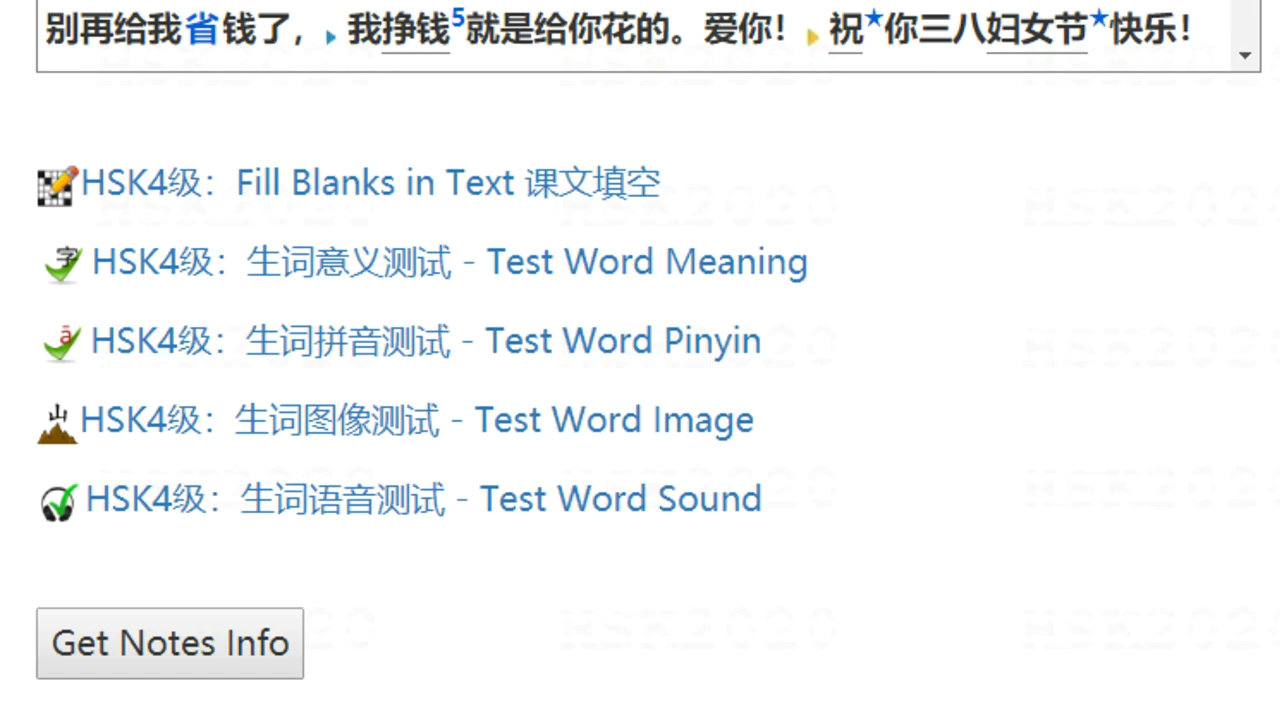 别再给我省钱了，我挣钱5就是给你花的。爱你！祝★你三八妇女节★快乐！
HSK4级：Fill Blanks in Text 课文填空
HSK4级：生词意义测试 - Test Word Meaning
HSK4级：生词拼音测试 - Test Word Pinyin
HSK4级：生词图像测试 - Test Word Image
HSK4级：生词语音测试 - Test Word Sound
Get Notes Info